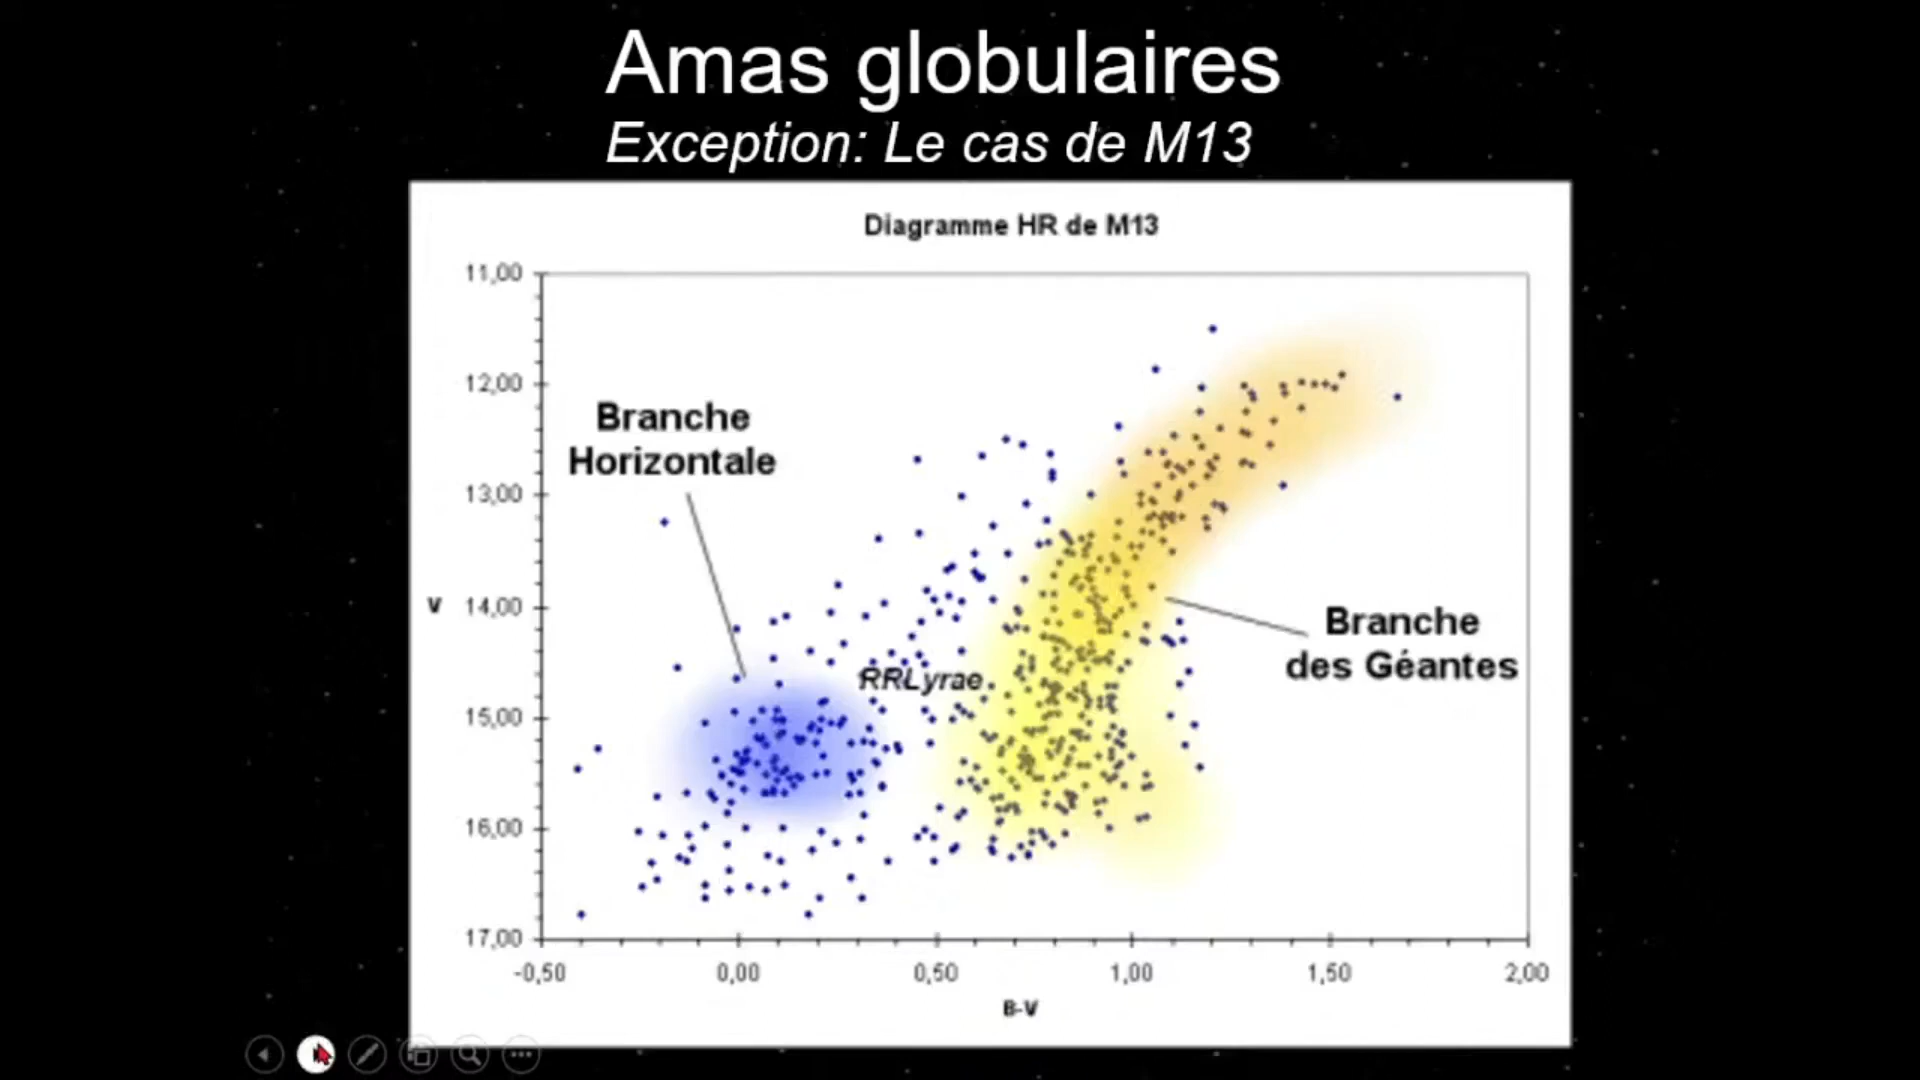 Amas globulaires
Exception: Le cas de M13
Diagramme HR de M13
11,00
12,00
13,00
14,00
15,00
16,00
17,00
V
Branche
Horizontale
RRLyrae
Branche
des Géantes
-0,50
0,00
0,50
1,00
1,50
2,00
B-V